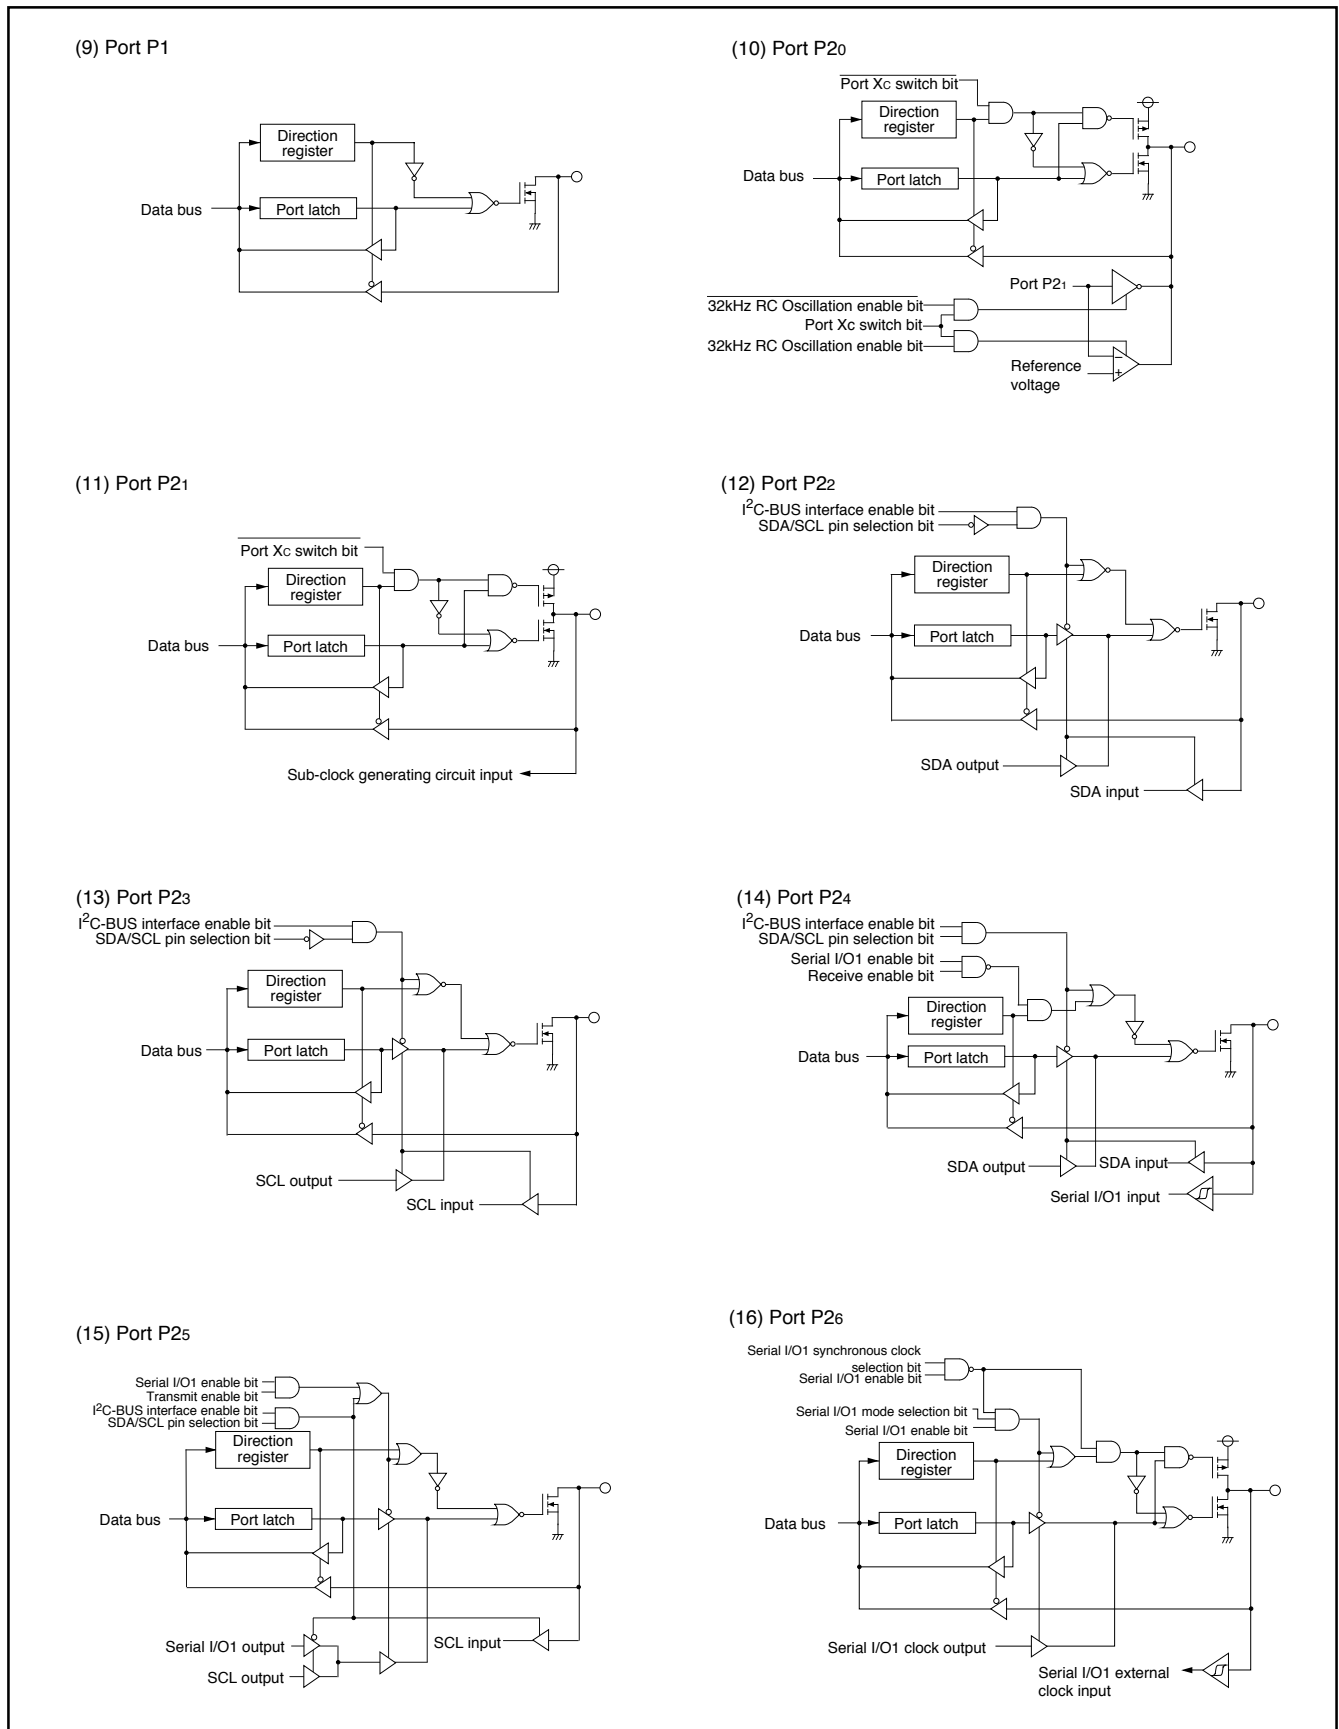 (9) Port P1
Direction
register
Port latch
Data bus
(10) Port P20
Port XC switch bit
Direction
register
Data bus
Port latch
Port P21
32kHz RC Oscillation enable bit
Port XC switch bit
32kHz RC Oscillation enable bit
Reference
voltage
−
+
(11) Port P21
Port XC switch bit
Direction
register
Data bus
Port latch
Sub-clock generating circuit input
(12) Port P22
I2C-BUS interface enable bit
SDA/SCL pin selection bit
Direction
register
Data bus
Port latch
SDA output
SDA input
(13) Port P23
I2C-BUS interface enable bit
SDA/SCL pin selection bit
Direction
register
Data bus
Port latch
SCL output
SCL input
(14) Port P24
I2C-BUS interface enable bit
SDA/SCL pin selection bit
Serial I/O1 enable bit
Receive enable bit
Direction
register
Data bus
Port latch
SDA output
SDA input
Serial I/O1 input
(15) Port P25
Serial I/O1 enable bit
Transmit enable bit
I2C-BUS interface enable bit
SDA/SCL pin selection bit
Direction
register
Data bus
Port latch
Serial I/O1 output
SCL input
SCL output
(16) Port P26
Serial I/O1 synchronous clock
selection bit
Serial I/O1 enable bit
Serial I/O1 mode selection bit
Serial I/O1 enable bit
Direction
register
Data bus
Port latch
Serial I/O1 clock output
Serial I/O1 external
clock input